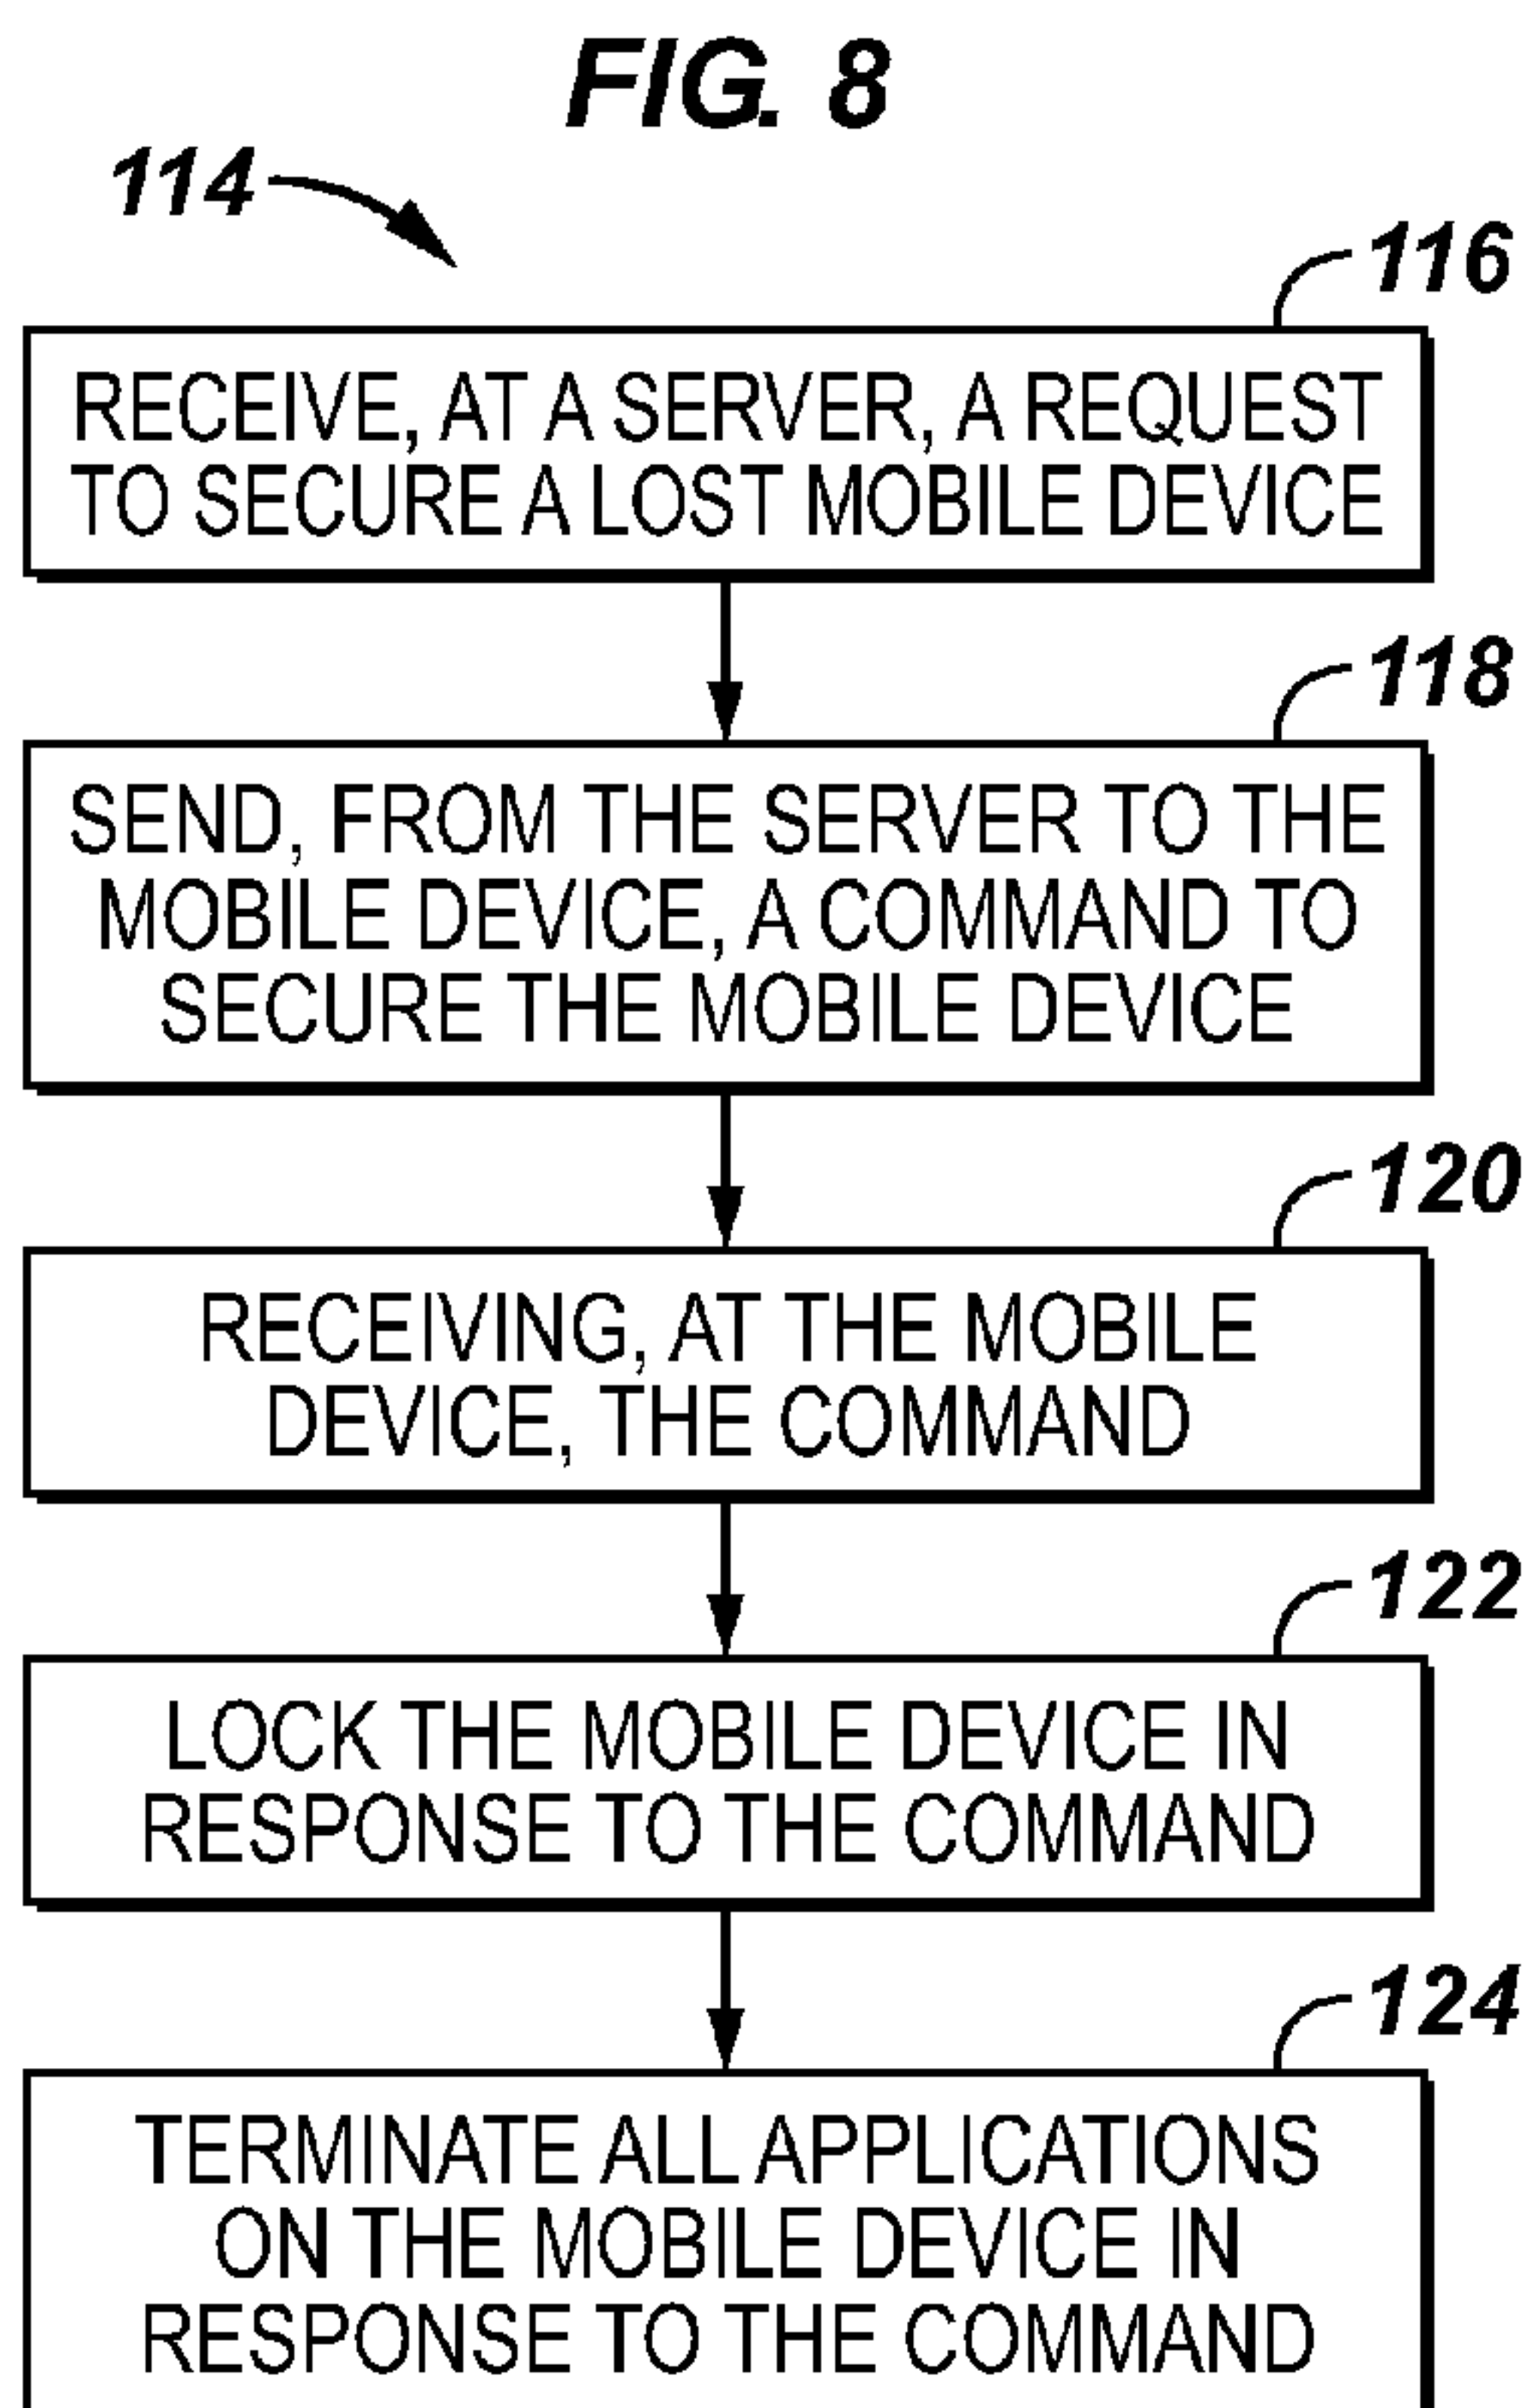 FIG. 8
114
116
RECEIVE, AT A SERVER, A REQUEST
TO SECURE A LOST MOBILE DEVICE
118
SEND, FROM THE SERVER TO THE
MOBILE DEVICE, A COMMAND TO
SECURE THE MOBILE DEVICE
120
RECEIVING, AT THE MOBILE
DEVICE, THE COMMAND
122
LOCK THE MOBILE DEVICE IN
RESPONSE TO THE COMMAND
124
TERMINATE ALL APPLICATIONS
ON THE MOBILE DEVICE IN
RESPONSE TO THE COMMAND